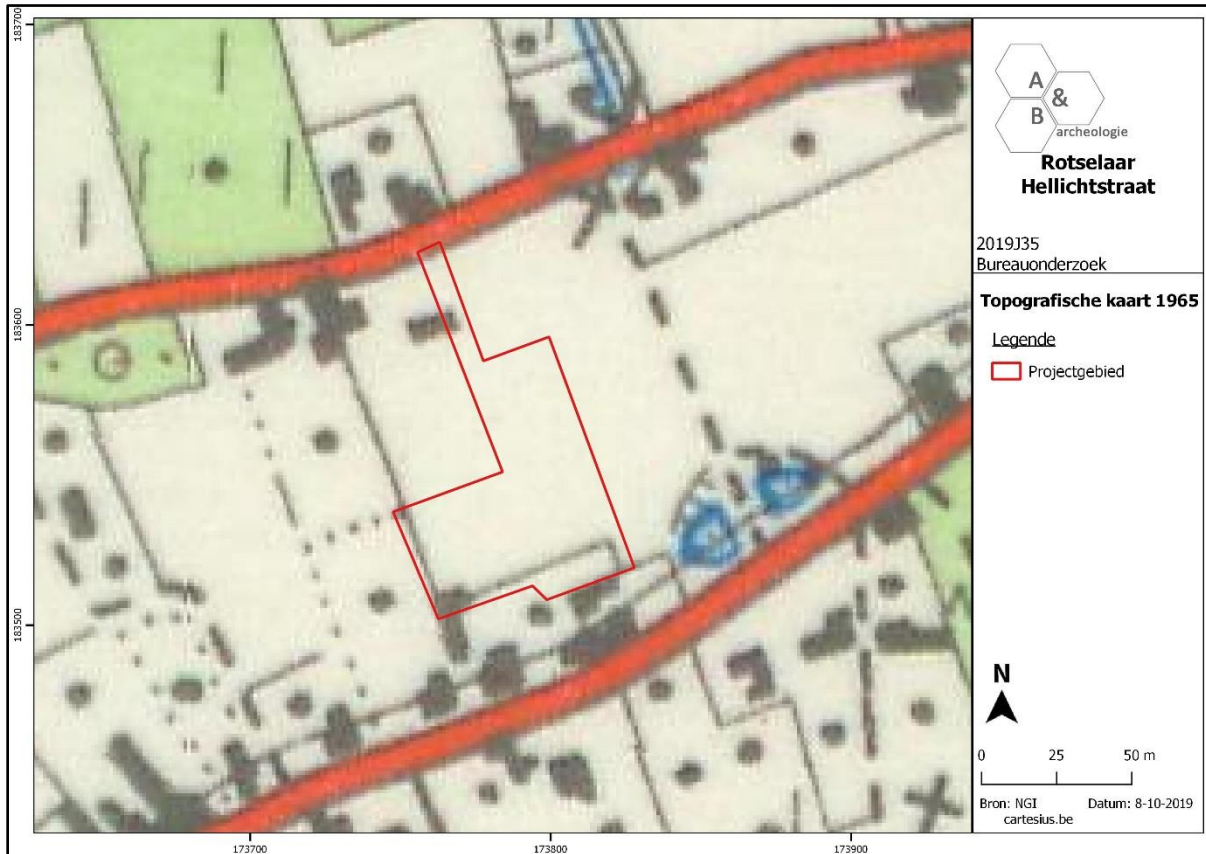 183700
183600
183500
173700
173800
173900
A
&
B
archeologie
Rotselaar
Hellichtstraat
2019J35
Bureauonderzoek
Topografische kaart 1965
Legende
Projectgebied
N
0 25 50 m
Bron: NGI Datum: 8-10-2019
cartesius.be